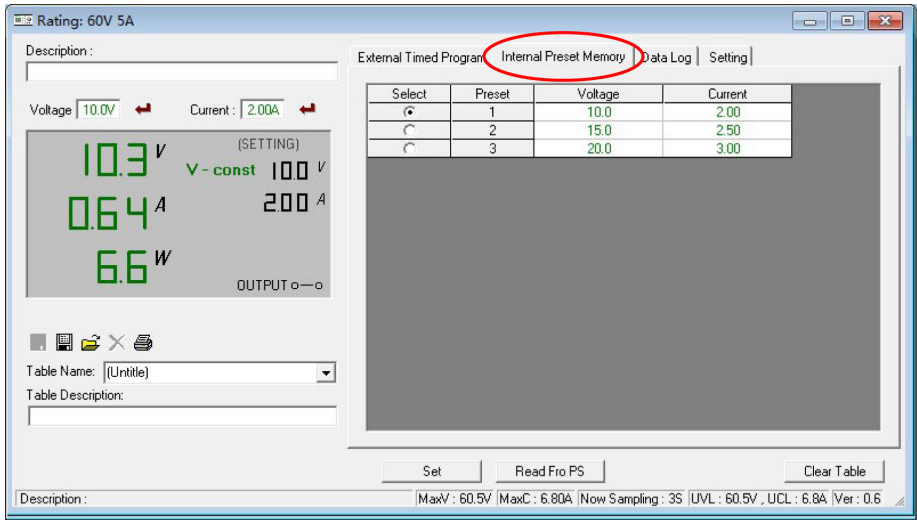 Rating: 60V 5A
Description :
Voltage 10.0V Current : 2.00A
10.3 V
(SETTING)
V - const 10.0 V
2.00 A
0.64 A
6.6 W
OUTPUT o—o
Table Name: (Untitle)
Table Description:
External Timed Program Internal Preset Memory Data Log Setting
Select Preset Voltage Current
1 10.0 2.00
2 15.0 2.50
3 20.0 3.00
Set Read Fro PS Clear Table
Description : MaxV : 60.5V MaxC : 6.80A Now Sampling : 3S UVL : 60.5V , UCL : 6.8A Ver : 0.6